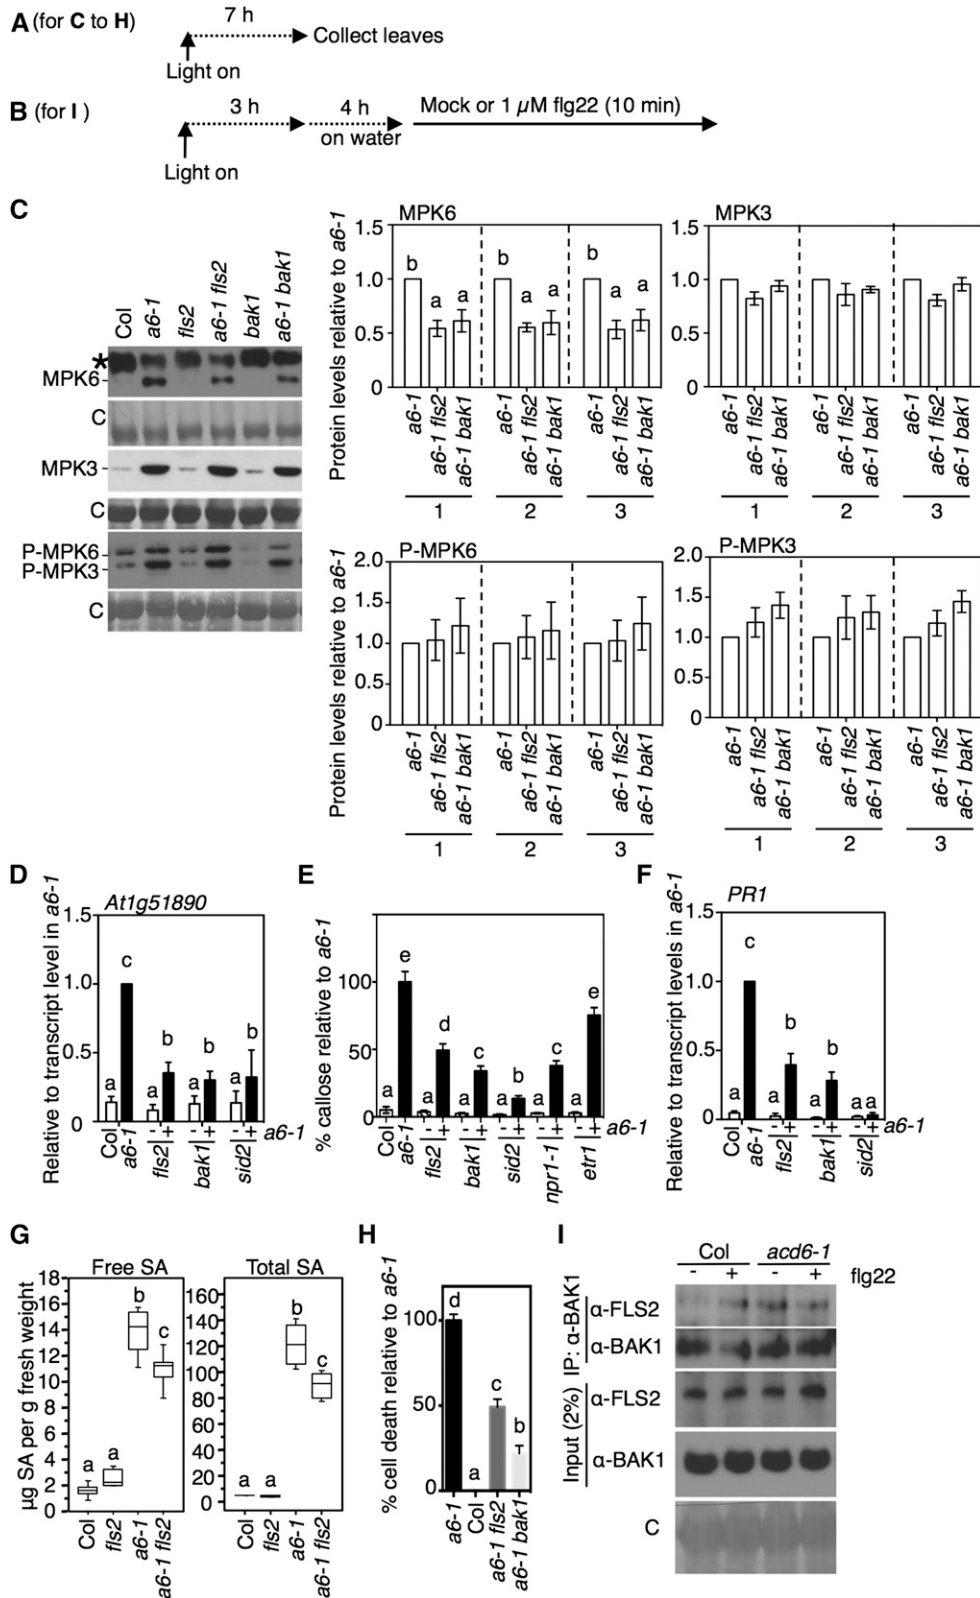 A (for C to H)
7 h
Collect leaves
Light on
B (for I )
3 h
4 h
on water
Mock or 1 µM flg22 (10 min)
Light on
C
Col
a6-1
fls2
a6-1 fls2
bak1
a6-1 bak1
*
MPK6
C
MPK3
C
P-MPK6
P-MPK3
C
Protein levels relative to a6-1
MPK6
1.5
1.0
0.5
0
b
a
a
b
a
a
b
a
a
a6-1
a6-1 fls2
a6-1 bak1
a6-1
a6-1 fls2
a6-1 bak1
a6-1
a6-1 fls2
a6-1 bak1
1
2
3
MPK3
1.5
1.0
0.5
0
a6-1
a6-1 fls2
a6-1 bak1
a6-1
a6-1 fls2
a6-1 bak1
a6-1
a6-1 fls2
a6-1 bak1
1
2
3
Protein levels relative to a6-1
P-MPK6
2.0
1.5
1.0
0.5
0
a6-1
a6-1 fls2
a6-1 bak1
a6-1
a6-1 fls2
a6-1 bak1
a6-1
a6-1 fls2
a6-1 bak1
1
2
3
P-MPK3
2.0
1.5
1.0
0.5
0
a6-1
a6-1 fls2
a6-1 bak1
a6-1
a6-1 fls2
a6-1 bak1
a6-1
a6-1 fls2
a6-1 bak1
1
2
3
D
Relative to transcript level in a6-1
At1g51890
1.5
1.0
0.5
0
a
c
a
b
a
b
a
b
- + - + - + a6-1
Col
a6-1
fls2
bak1
sid2
E
% callose relative to a6-1
100
50
0
a
e
a
d
a
c
a
b
a
c
a
e
- + - + - + - + - + a6-1
Col
a6-1
fls2
bak1
sid2
npr1-1
etr1
F
Relative to transcript levels in a6-1
PR1
1.5
1.0
0.5
0
a
c
a
b
a
b
a a
- + - + - + a6-1
Col
a6-1
fls2
bak1
sid2
G
µg SA per g fresh weight
Free SA
18
16
14
12
10
8
6
4
2
0
a
a
b
c
Col
fls2
a6-1
a6-1 fls2
Total SA
160
140
120
100
80
60
40
20
0
a
a
b
c
Col
fls2
a6-1
a6-1 fls2
H
% cell death relative to a6-1
100
50
0
d
a
c
b
a6-1
Col
a6-1 fls2
a6-1 bak1
I
Col acd6-1
- + - + flg22
IP: α-BAK1
α-FLS2
α-BAK1
Input (2%)
α-FLS2
α-BAK1
C